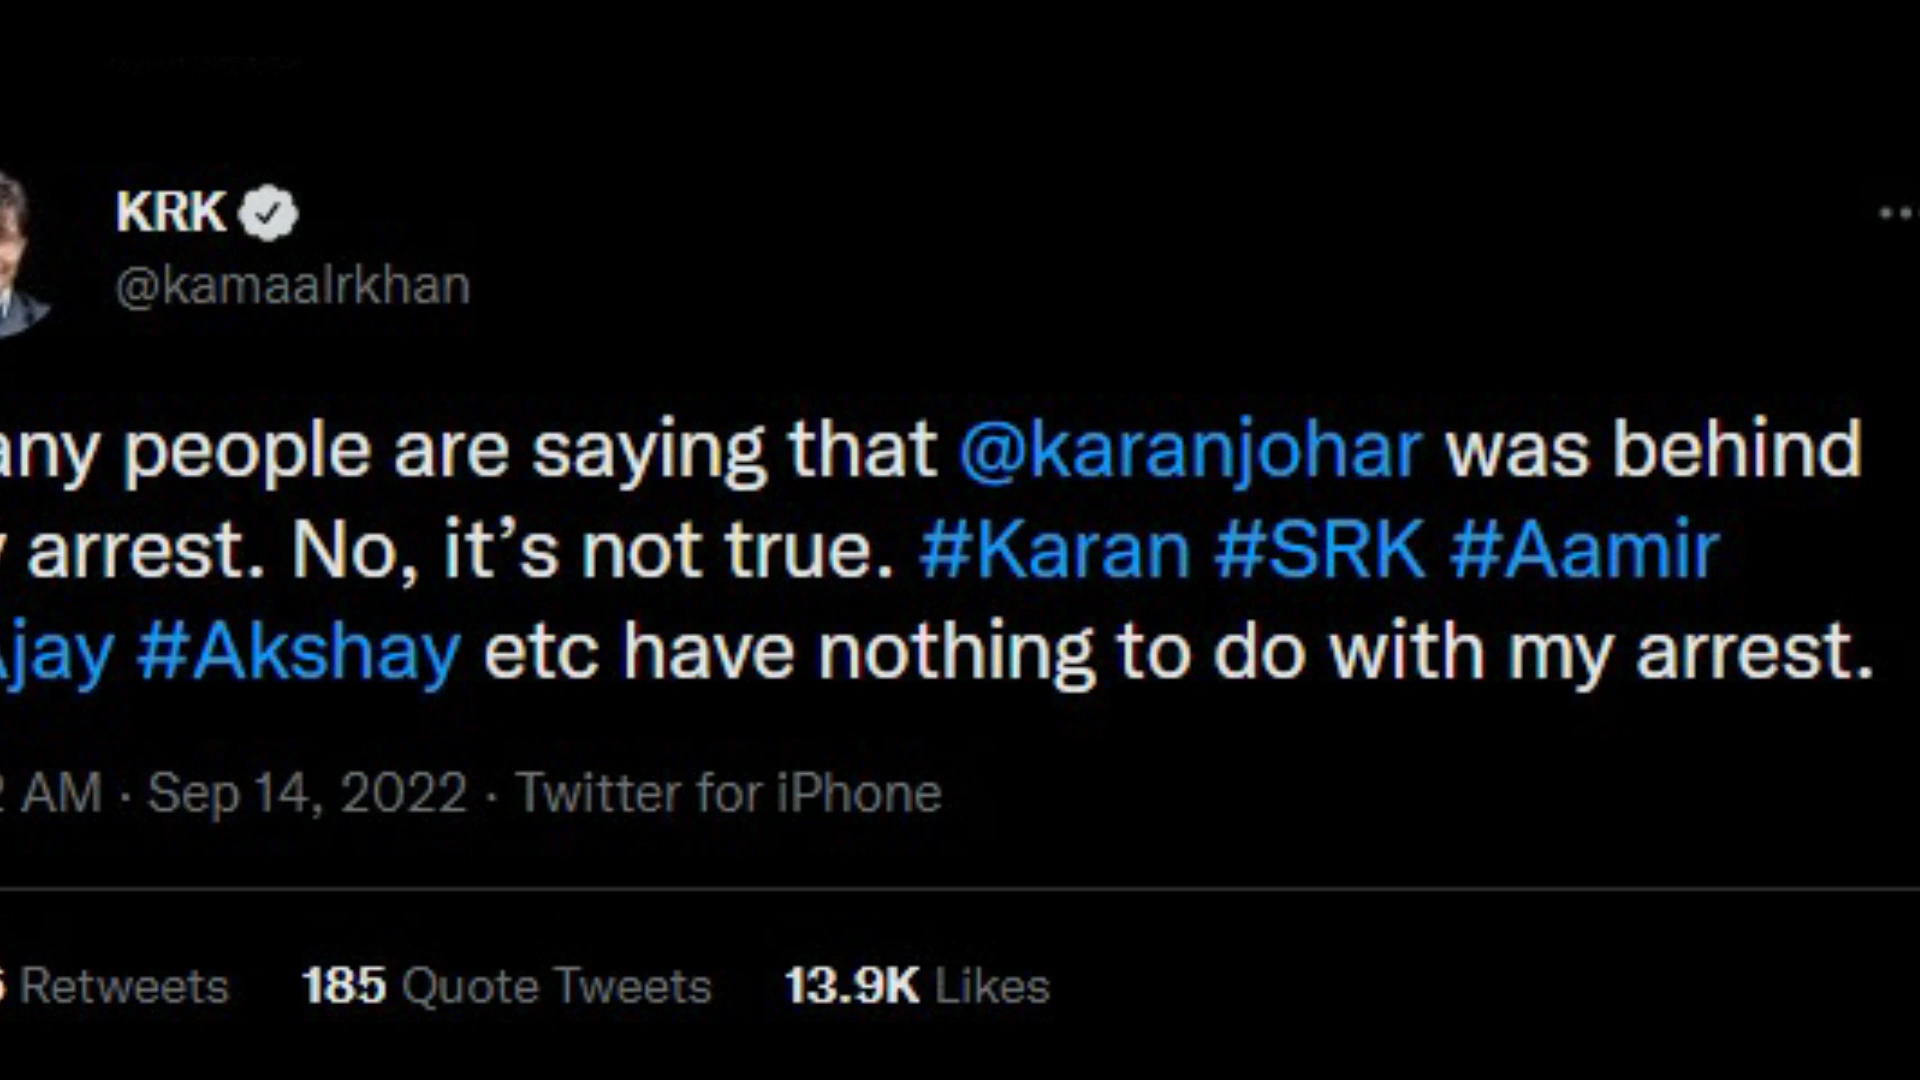 KRK
@kamaalrkhan
people are saying that @karanjohar was behind
arrest. No, it’s not true. #Karan #SRK #Aamir
#Akshay etc have nothing to do with my arrest.
AM · Sep 14, 2022 · Twitter for iPhone
Retweets 185 Quote Tweets 13.9K Likes